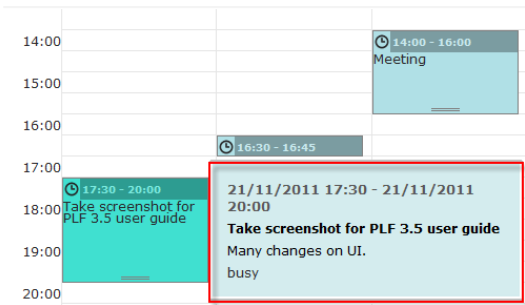 14:00
14:00 - 16:00
Meeting
15:00
16:00
16:30 - 16:45
17:00
17:30 - 20:00
Take screenshot for
PLF 3.5 user guide
18:00
19:00
20:00
21/11/2011 17:30 - 21/11/2011
20:00
Take screenshot for PLF 3.5 user guide
Many changes on UI.
busy